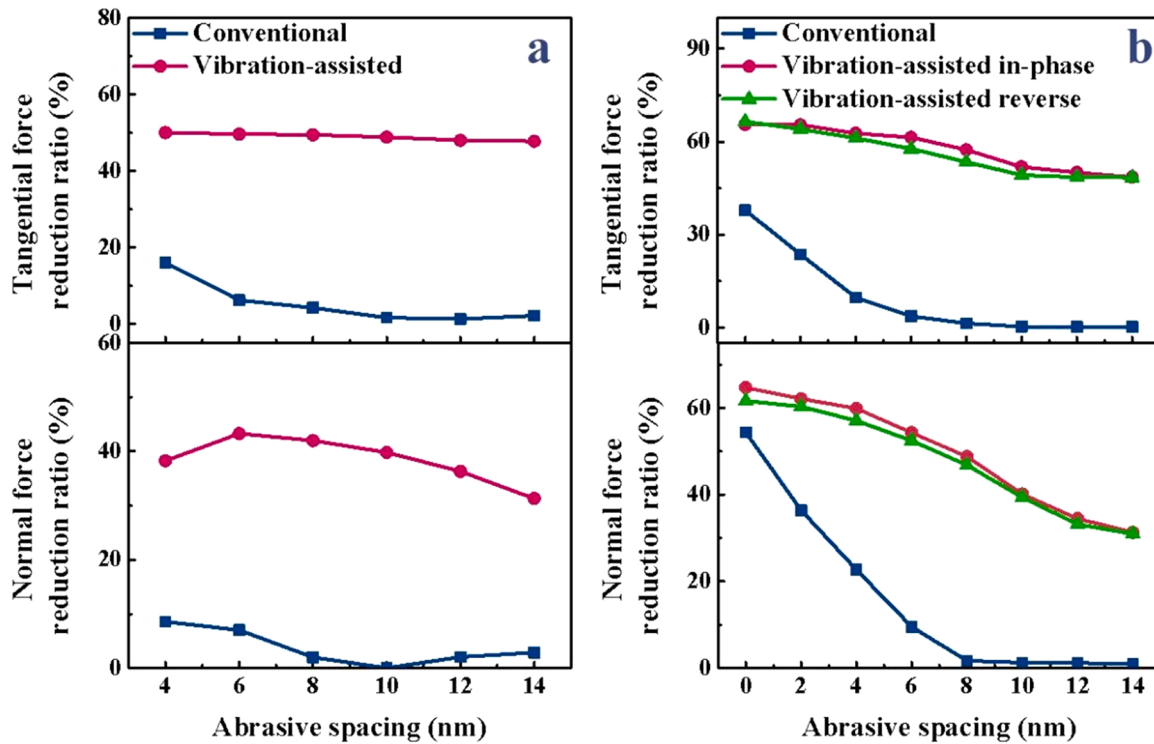 a
Conventional
Vibration-assisted
Tangential force
reduction ratio (%)
80
60
40
20
0
Normal force
reduction ratio (%)
60
40
20
0
4 6 8 10 12 14
Abrasive spacing (nm)
b
Conventional
Vibration-assisted in-phase
Vibration-assisted reverse
Tangential force
reduction ratio (%)
90
60
30
0
Normal force
reduction ratio (%)
60
40
20
0
0 2 4 6 8 10 12 14
Abrasive spacing (nm)